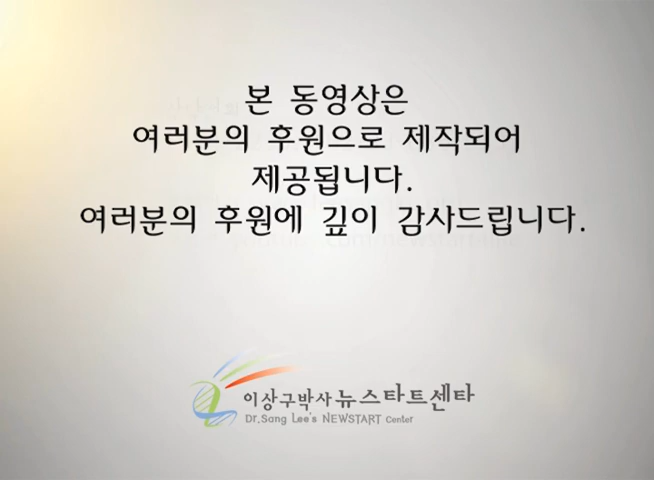 본 동영상은
여러분의 후원으로 제작되어
제공됩니다.
여러분의 후원에 깊이 감사드립니다.
이상구박사뉴스타트센타
Dr.Sang Lee's NEWSTART Center